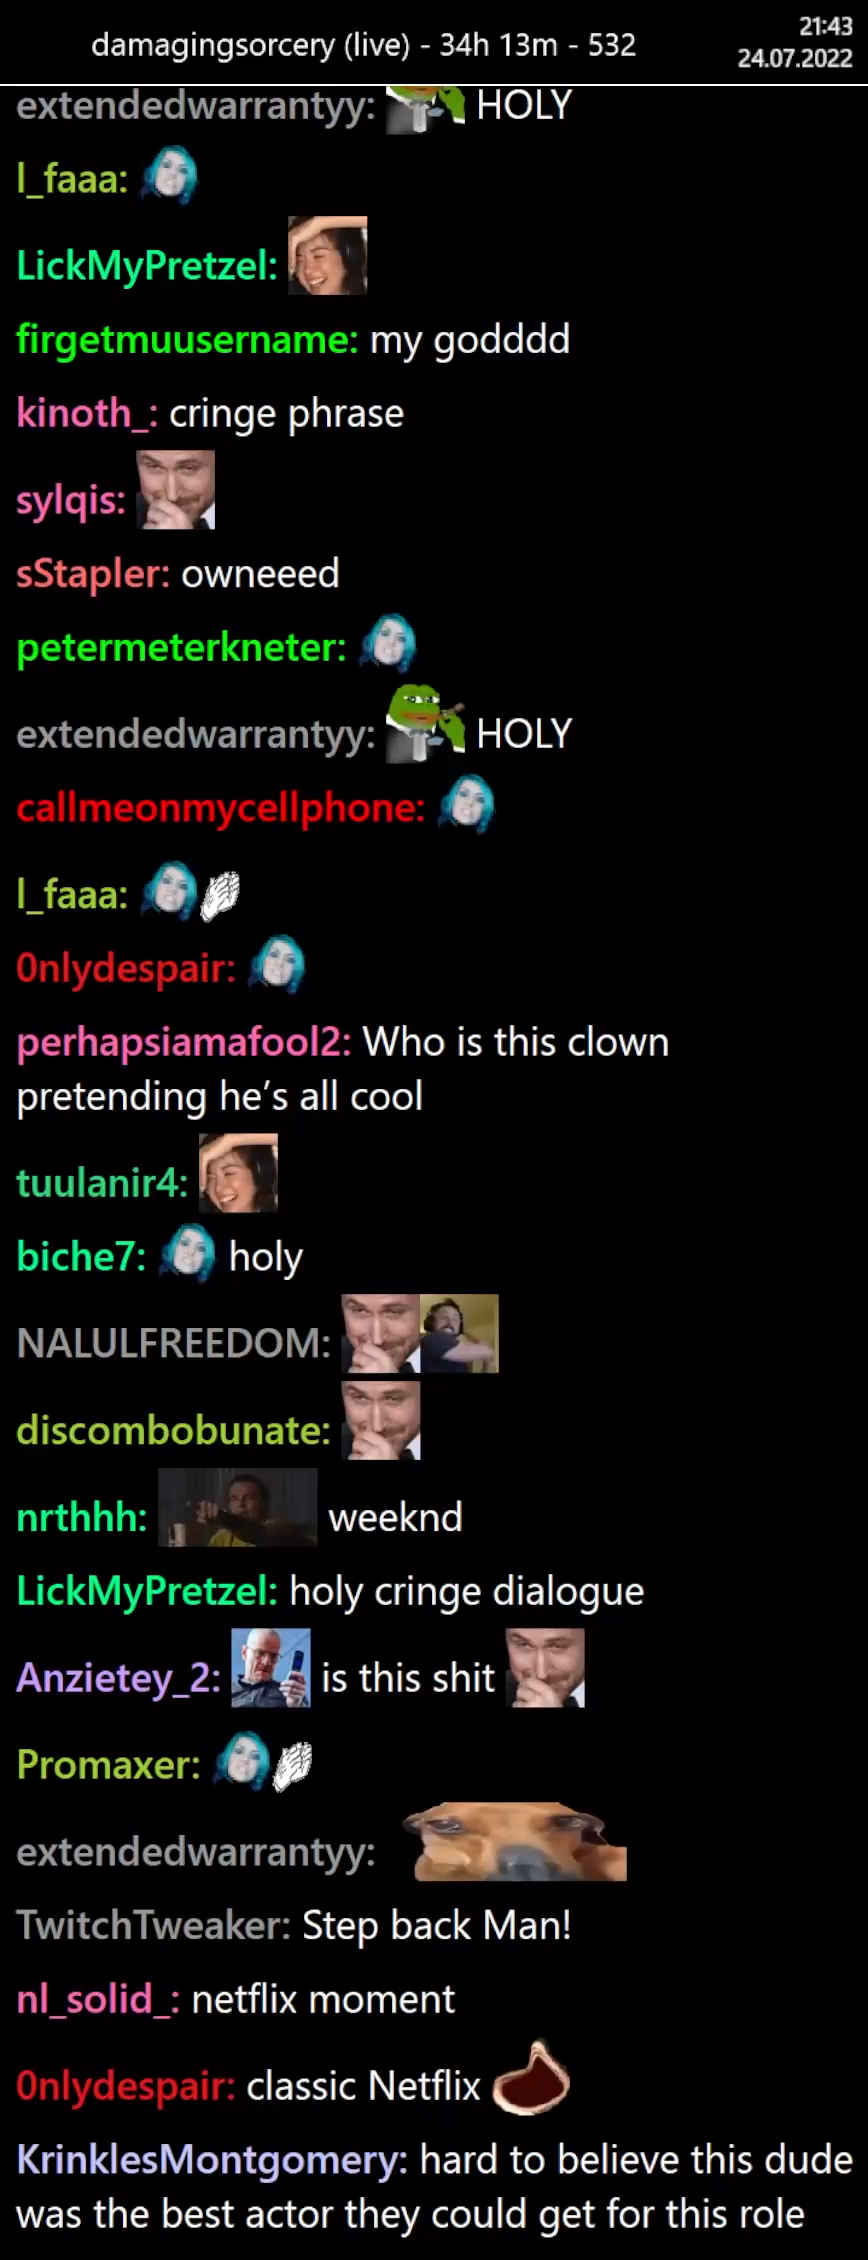 damagingsorcery (live) - 34h 13m - 532
21:43
24.07.2022
extendedwarrantyy: HOLY
l_faaa:
LickMyPretzel:
firgetmuusername: my godddd
kinoth_: cringe phrase
sylqis:
sStapler: owneeed
petermeterkneter:
extendedwarrantyy: HOLY
callmeonmycellphone:
l_faaa:
0nlydespair:
perhapsiamafool2: Who is this clown
pretending he’s all cool
tuulanir4:
biche7: holy
NALULFREEDOM:
discombobunate:
nrthhh: weeknd
LickMyPretzel: holy cringe dialogue
Anzietey_2: is this shit
Promaxer:
extendedwarrantyy:
TwitchTweaker: Step back Man!
nl_solid_: netflix moment
0nlydespair: classic Netflix
KrinklesMontgomery: hard to believe this dude
was the best actor they could get for this role